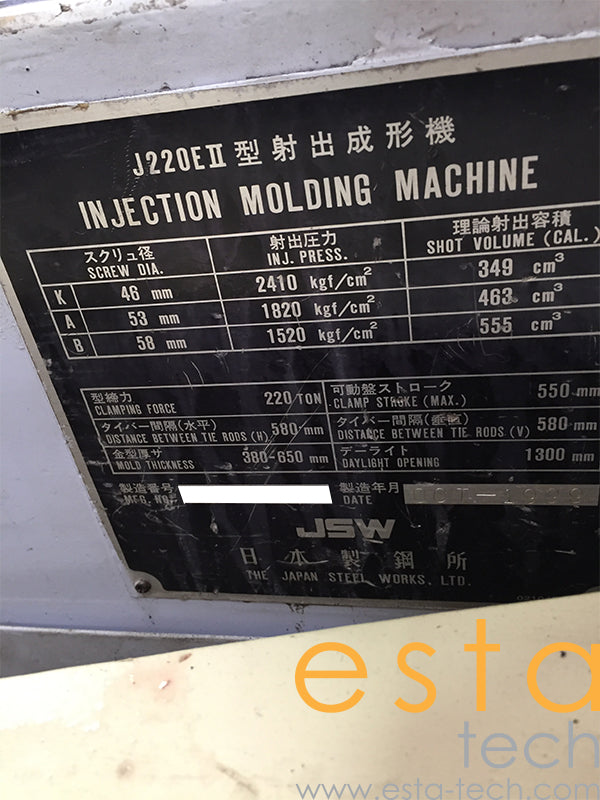 J220EⅡ型射出成形機
INJECTION MOLDING MACHINE
スクリュ径 射出圧力 理論射出容積
SCREW DIA. INJ. PRESS. SHOT VOLUME (CAL.)
K 46 mm 2410 kgf/cm² 349 cm³
A 53 mm 1820 kgf/cm² 463 cm³
B 58 mm 1520 kgf/cm² 555 cm³
型締力 220 TON 可動盤ストローク 550 mm
CLAMPING FORCE CLAMP STROKE (MAX.)
タイバー間隔(水平) 580 mm タイバー間隔(垂直) 580 mm
DISTANCE BETWEEN TIE RODS (H) DISTANCE BETWEEN TIE RODS (V)
金型厚サ 380-650 mm デーライト 1300 mm
MOLD THICKNESS DAYLIGHT OPENING
製造番号 製造年月 OCT-1999
MFG. NO. DATE
JSW
日本製鋼所
THE JAPAN STEEL WORKS, LTD.
esta
tech
www.esta-tech.com